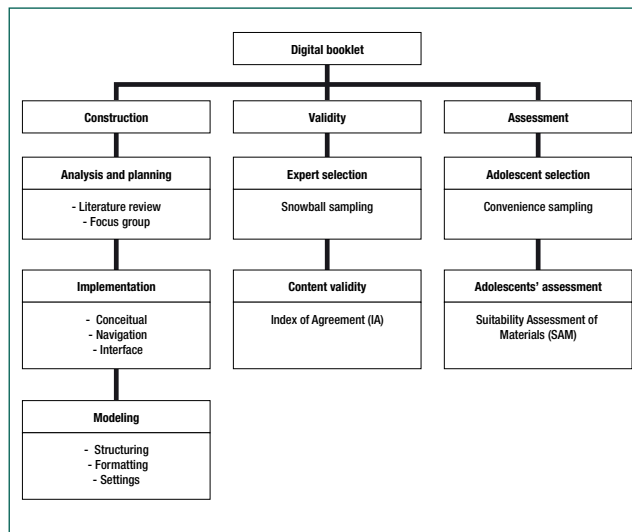 Digital booklet
Construction
Validity
Assessment
Analysis and planning
- Literature review
- Focus group
Expert selection
Snowball sampling
Adolescent selection
Convenience sampling
Implementation
- Conceitual
- Navigation
- Interface
Content validity
Index of Agreement (IA)
Adolescents’ assessment
Suitability Assessment of
Materials (SAM)
Modeling
- Structuring
- Formatting
- Settings